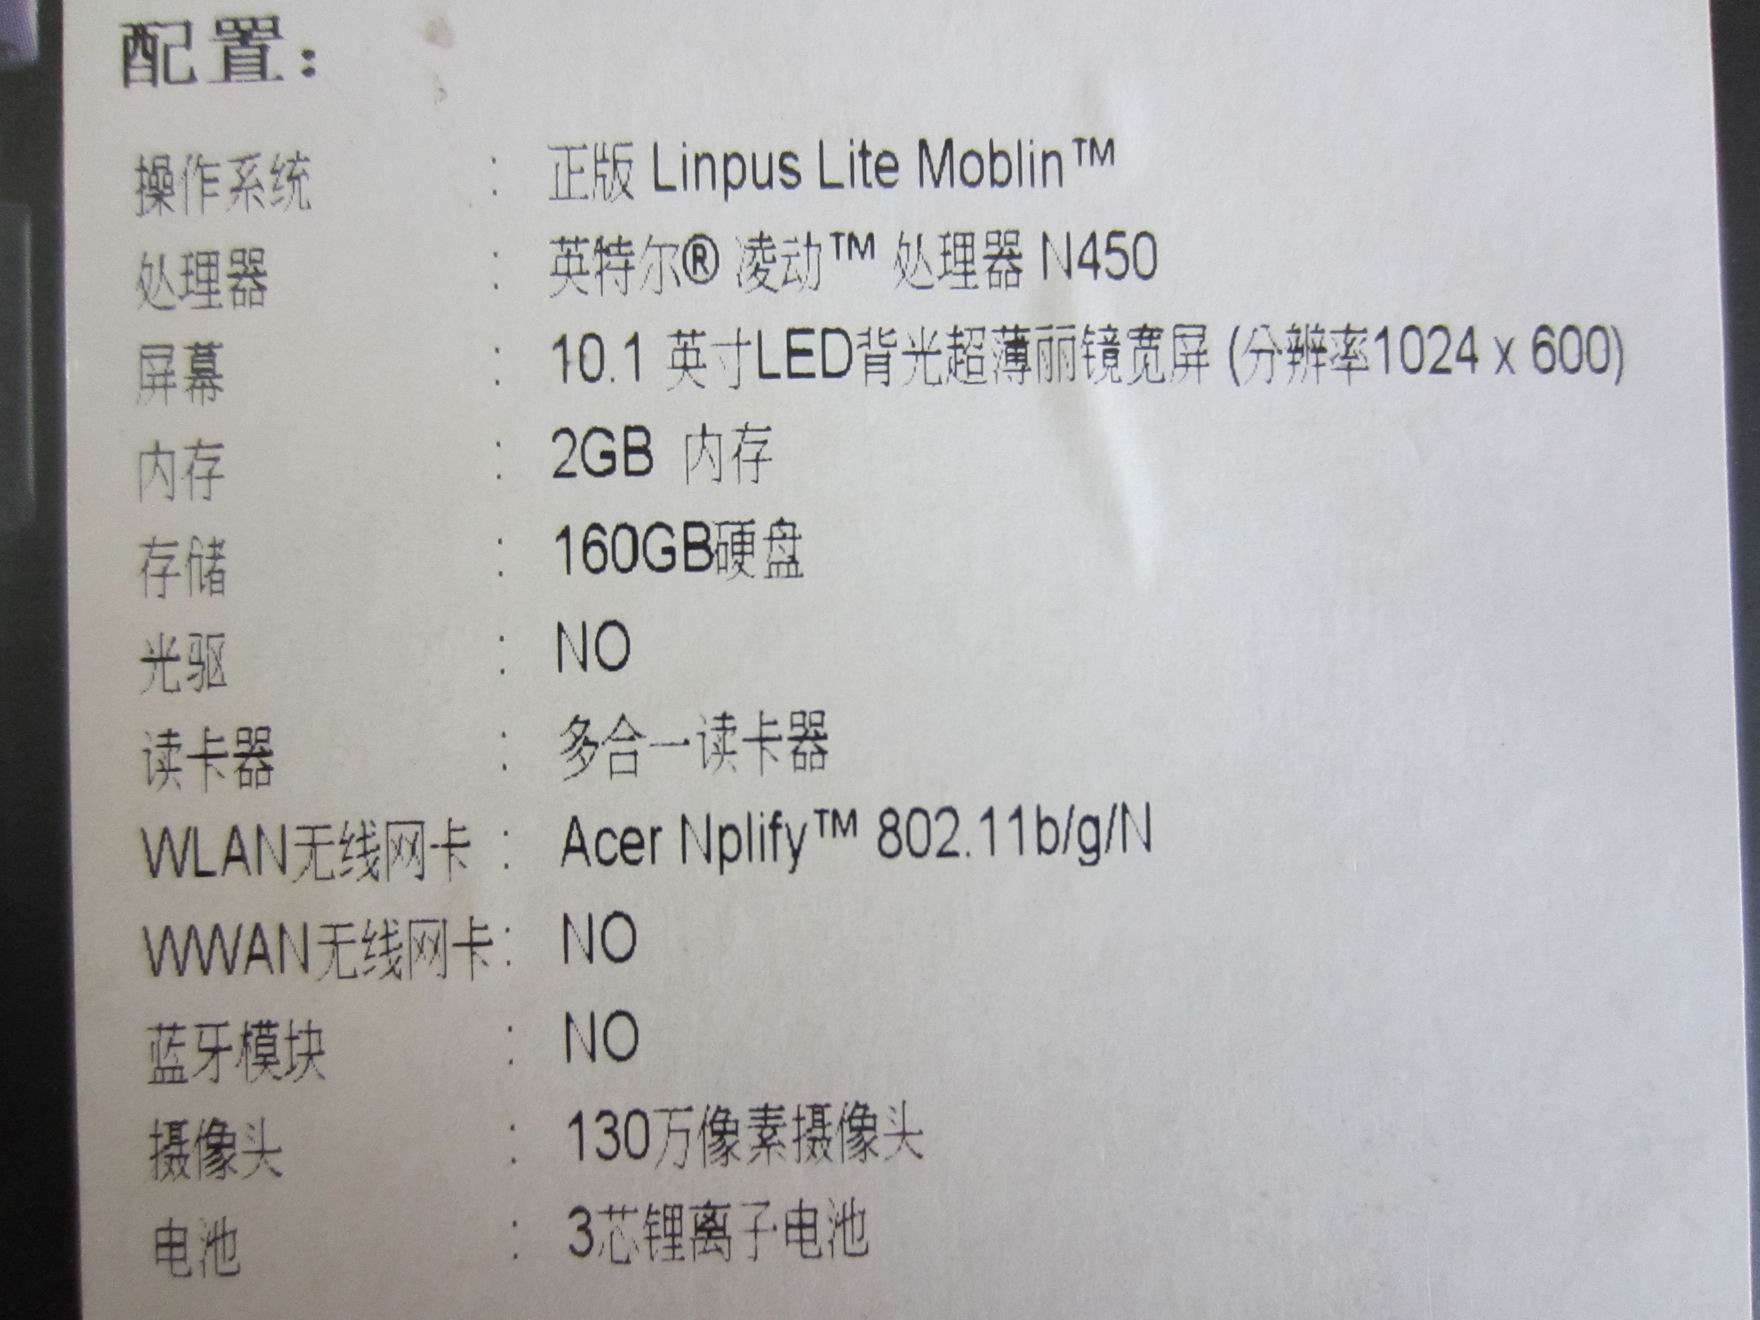 配置：
操作系统 : 正版 Linpus Lite Moblin™
处理器 : 英特尔® 凌动™ 处理器 N450
屏幕 : 10.1 英寸LED背光超薄丽镜宽屏 (分辨率1024 x 600)
内存 : 2GB 内存
存储 : 160GB硬盘
光驱 : NO
读卡器 : 多合一读卡器
WLAN无线网卡 : Acer Nplify™ 802.11b/g/N
WWAN无线网卡 : NO
蓝牙模块 : NO
摄像头 : 130万像素摄像头
电池 : 3芯锂离子电池